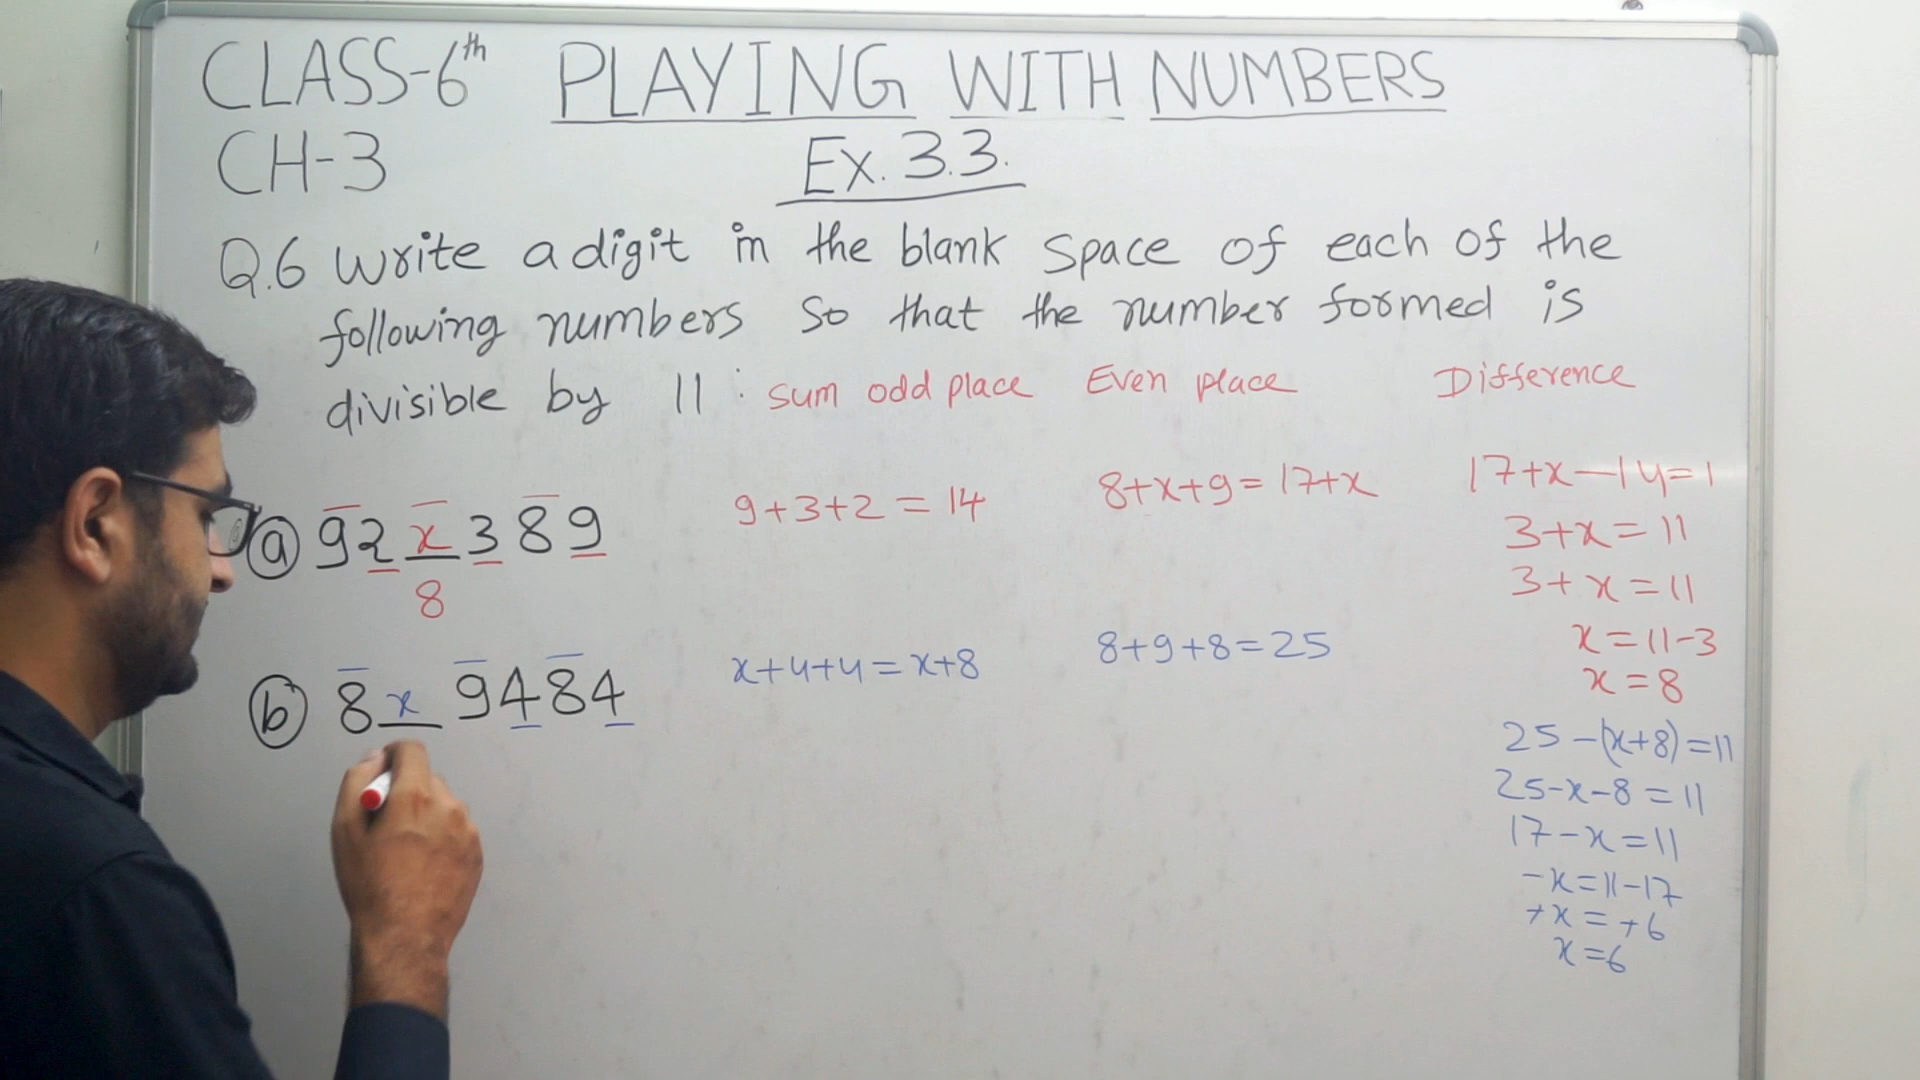 CLASS-6th PLAYING WITH NUMBERS
CH-3 Ex. 3.3.
Q.6 Write a digit in the blank space of each of the
following numbers so that the number formed is
divisible by 11 : sum odd place Even place Difference
(a) 92 x 389 9+3+2 = 14 8+x+9 = 17+x 17+x-14=1
8
3+x = 11
3+x = 11
x = 11-3
x = 8
(b) 8 x 9484 x+4+4 = x+8 8+9+8=25
25-(x+8)=11
25-x-8 = 11
17-x = 11
-x=11-17
+x = +6
x = 6